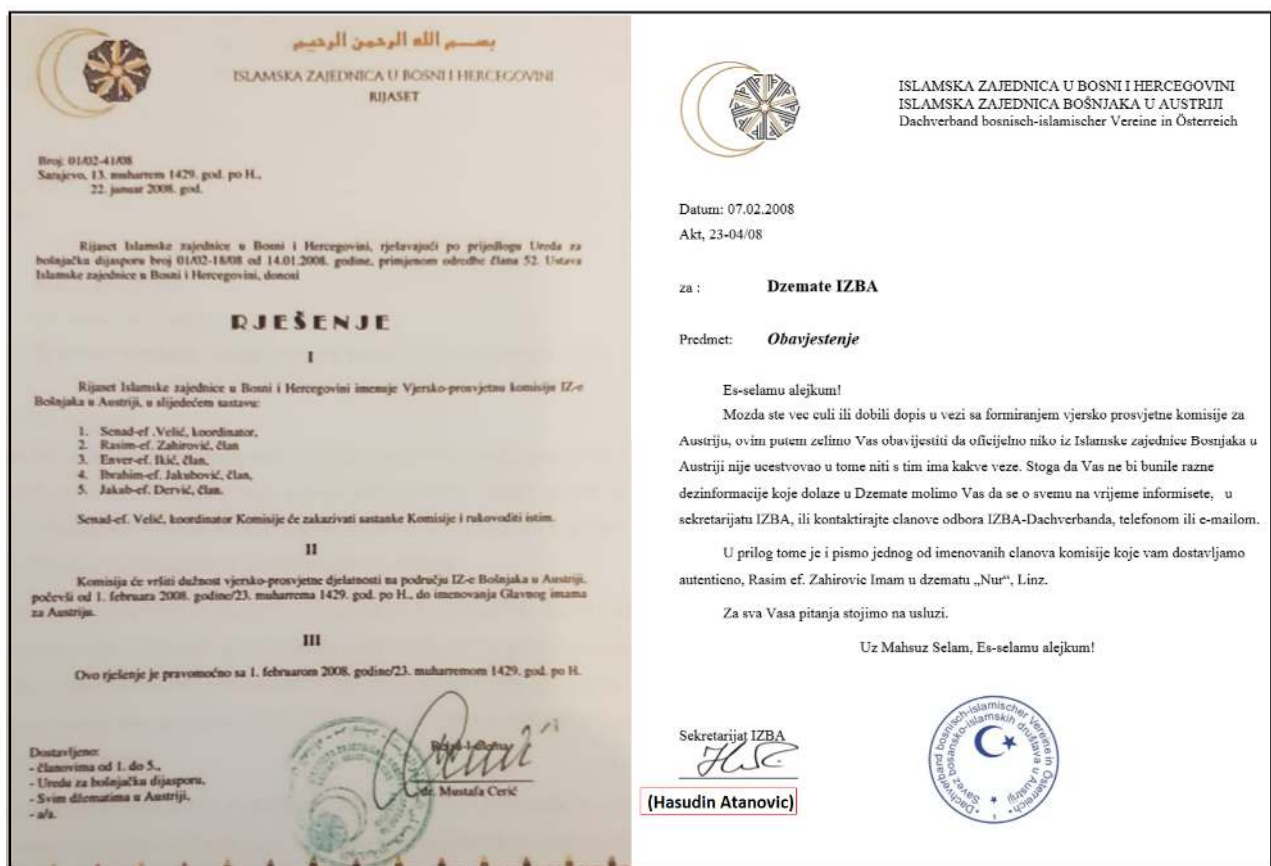 بسم الله الرحمن الرحيم
ISLAMSKA ZAJEDNICA U BOSNI I HERCEGOVINI
RIJASET
Broj: 01/02-41/08
Sarajevo, 13. muharrem 1429. god. po H.,
22. januar 2008. god.
Rijaset Islamske zajednice u Bosni i Hercegovini, rješavajući po prijedlogu Ureda za
bošnjačku dijasporu broj 01/02-18/08 od 14.01.2008. godine, primjenom odredbe člana 52. Ustava
Islamske zajednice u Bosni i Hercegovini, donosi
RJEŠENJE
I
Rijaset Islamske zajednice u Bosni i Hercegovini imenuje Vjersko-prosvjetnu komisiju IZ-e
Bošnjaka u Austriji, u slijedećem sastavu:
1. Senad-ef .Velić, koordinator,
2. Rasim-ef. Zahirović, član
3. Enver-ef. Ikić, član,
4. Ibrahim-ef. Jakubović, član,
5. Jakub-ef. Dervić, član.
Senad-ef. Velić, koordinator Komisije će zakazivati sastanke Komisije i rukovoditi istim.
II
Komisija će vršiti dužnost vjersko-prosvjetne djelatnosti na području IZ-e Bošnjaka u Austriji,
počevši od 1. februara 2008. godine/23. muharrema 1429. god. po H., do imenovanja Glavnog imama
za Austriju.
III
Ovo rješenje je pravomoćno sa 1. februarom 2008. godine/23. muharremom 1429. god. po H.
Dostavljeno:
- članovima od 1. do 5.,
- Uredu za bošnjačku dijasporu,
- Svim džematima u Austriji,
- a/a.
dr. Mustafa Cerić
ISLAMSKA ZAJEDNICA U BOSNI I HERCEGOVINI
ISLAMSKA ZAJEDNICA BOŠNJAKA U AUSTRIJI
Dachverband bosnisch-islamischer Vereine in Österreich
Datum: 07.02.2008
Akt, 23-04/08
za : Dzemate IZBA
Predmet: Obavjestenje
Es-selamu alejkum!
Mozda ste vec culi ili dobili dopis u vezi sa formiranjem vjersko prosvjetne komisije za
Austriju, ovim putem zelimo Vas obavijestiti da oficijelno niko iz Islamske zajednice Bosnjaka u
Austriji nije ucestvovao u tome niti s tim ima kakve veze. Stoga da Vas ne bi bunile razne
dezinformacije koje dolaze u Dzemate molimo Vas da se o svemu na vrijeme informisete, u
sekretarijatu IZBA, ili kontaktirajte clanove odbora IZBA-Dachverbanda, telefonom ili e-mailom.
U prilog tome je i pismo jednog od imenovanih clanova komisije koje vam dostavljamo
autenticno, Rasim ef. Zahirovic Imam u dzematu „Nur“, Linz.
Za sva Vasa pitanja stojimo na usluzi.
Uz Mahsuz Selam, Es-selamu alejkum!
Sekretarijat IZBA
(Hasudin Atanovic)
Dachverband bosnisch-islamischer Vereine in Österreich
Savez bosansko-islamskih društava u Austriji
1